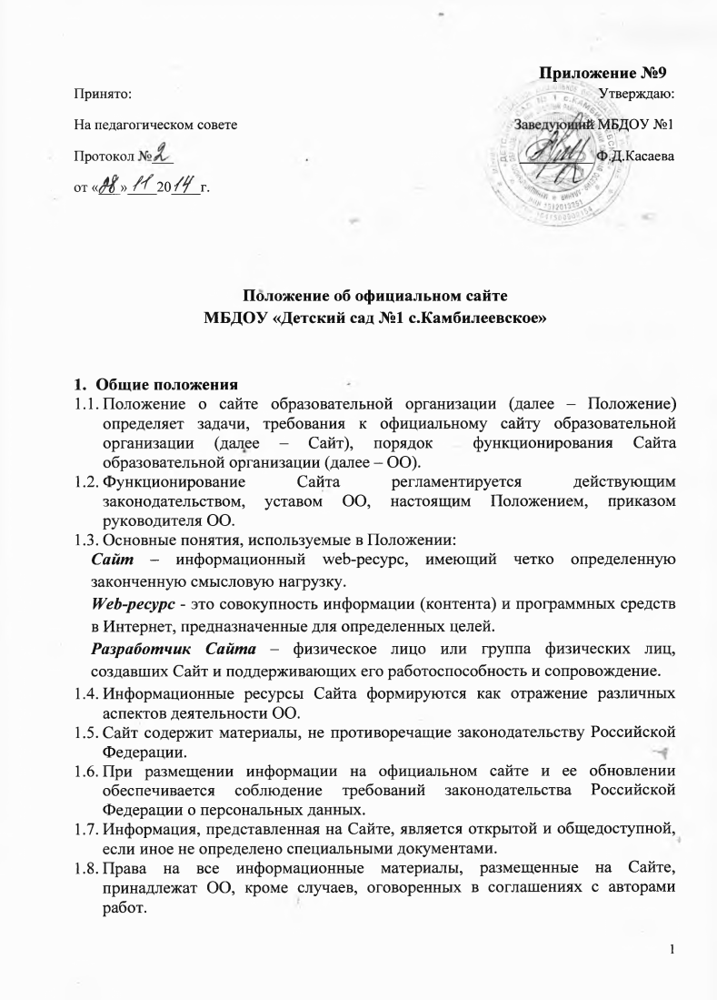 Приложение №9
Принято: Утверждаю:
На педагогическом совете Заведующий МБДОУ №1
Протокол № 2 Ф.Д.Касаева
от «28» 11 2014 г.
Положение об официальном сайте
МБДОУ «Детский сад №1 с.Камбилеевское»
1. Общие положения
1.1. Положение о сайте образовательной организации (далее – Положение)
определяет задачи, требования к официальному сайту образовательной
организации (далее – Сайт), порядок функционирования Сайта
образовательной организации (далее – ОО).
1.2. Функционирование Сайта регламентируется действующим
законодательством, уставом ОО, настоящим Положением, приказом
руководителя ОО.
1.3. Основные понятия, используемые в Положении:
Сайт – информационный web-ресурс, имеющий четко определенную
законченную смысловую нагрузку.
Web-ресурс - это совокупность информации (контента) и программных средств
в Интернет, предназначенные для определенных целей.
Разработчик Сайта – физическое лицо или группа физических лиц,
создавших Сайт и поддерживающих его работоспособность и сопровождение.
1.4. Информационные ресурсы Сайта формируются как отражение различных
аспектов деятельности ОО.
1.5. Сайт содержит материалы, не противоречащие законодательству Российской
Федерации.
1.6. При размещении информации на официальном сайте и ее обновлении
обеспечивается соблюдение требований законодательства Российской
Федерации о персональных данных.
1.7. Информация, представленная на Сайте, является открытой и общедоступной,
если иное не определено специальными документами.
1.8. Права на все информационные материалы, размещенные на Сайте,
принадлежат ОО, кроме случаев, оговоренных в соглашениях с авторами
работ.
1